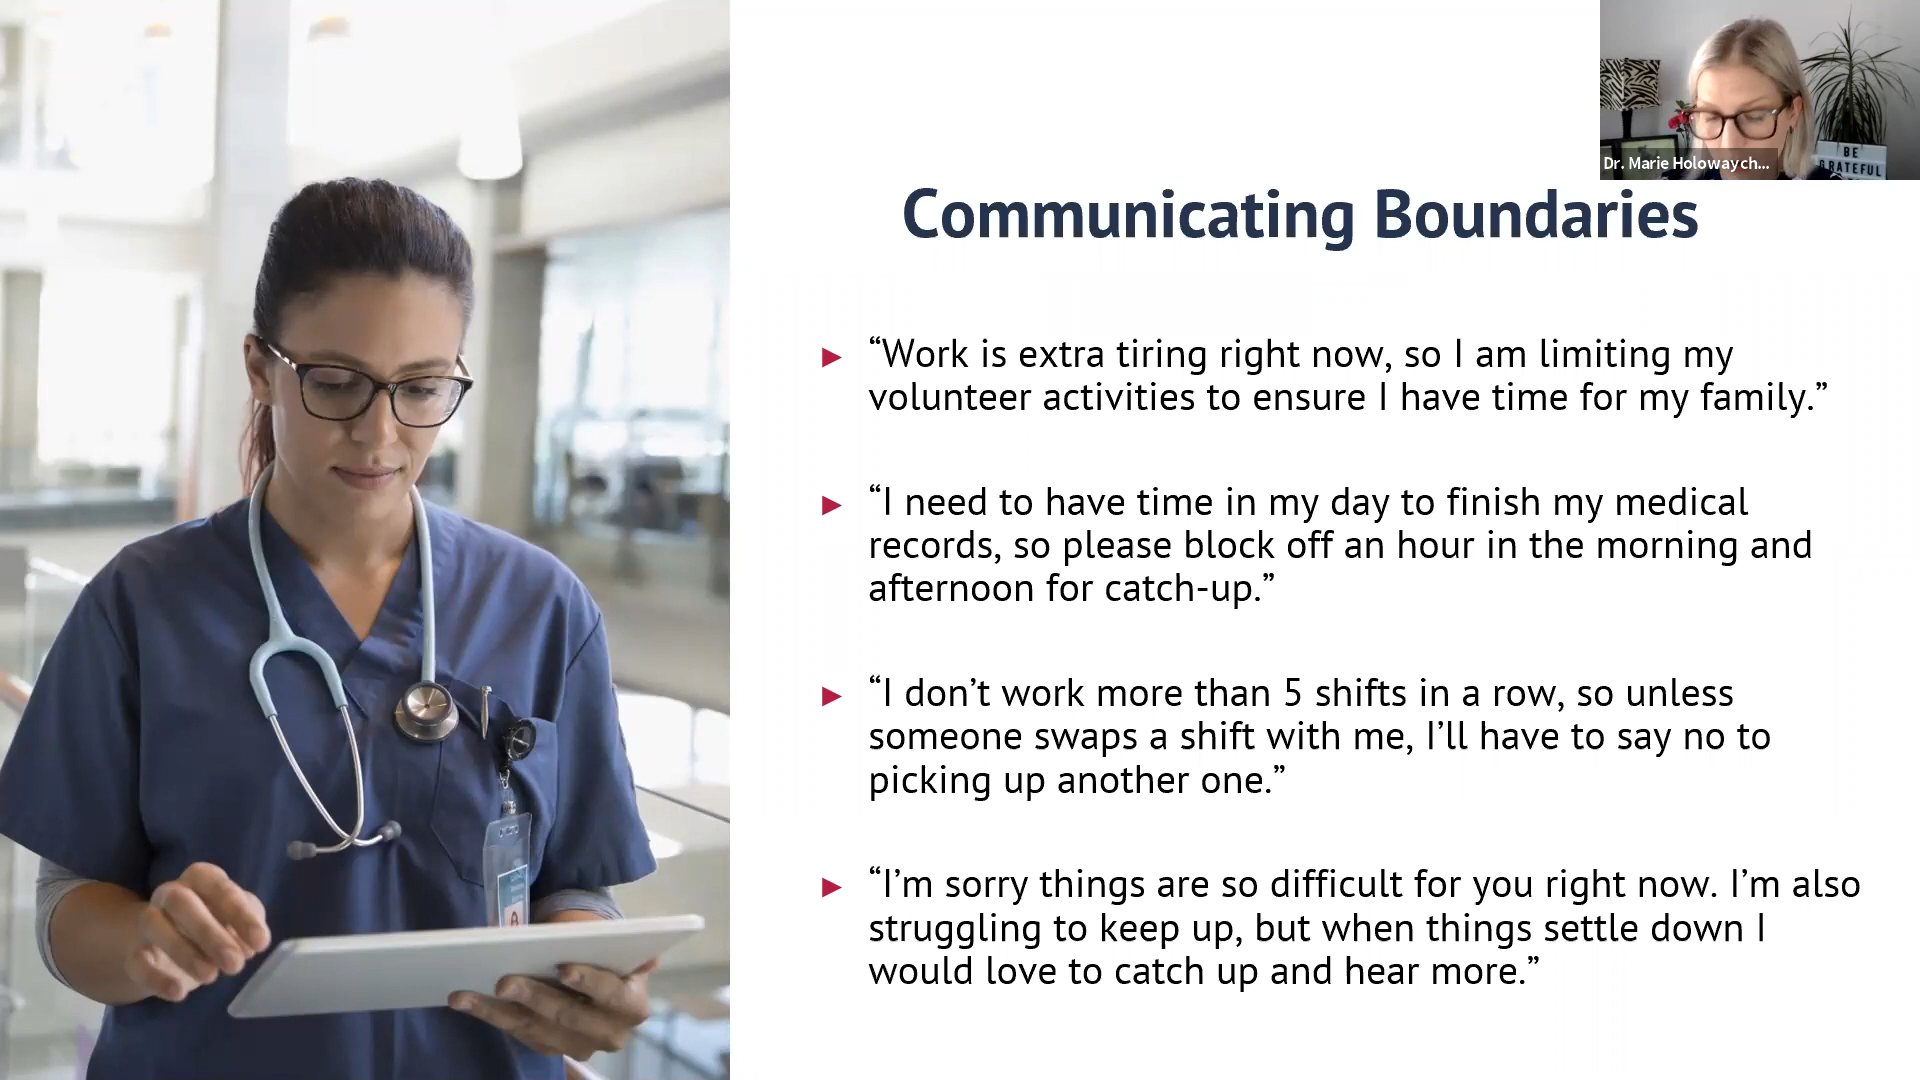 Dr. Marie Holowaych...
BE
GRATEFUL
Communicating Boundaries
“Work is extra tiring right now, so I am limiting my
volunteer activities to ensure I have time for my family.”
“I need to have time in my day to finish my medical
records, so please block off an hour in the morning and
afternoon for catch-up.”
“I don’t work more than 5 shifts in a row, so unless
someone swaps a shift with me, I’ll have to say no to
picking up another one.”
“I’m sorry things are so difficult for you right now. I’m also
struggling to keep up, but when things settle down I
would love to catch up and hear more.”